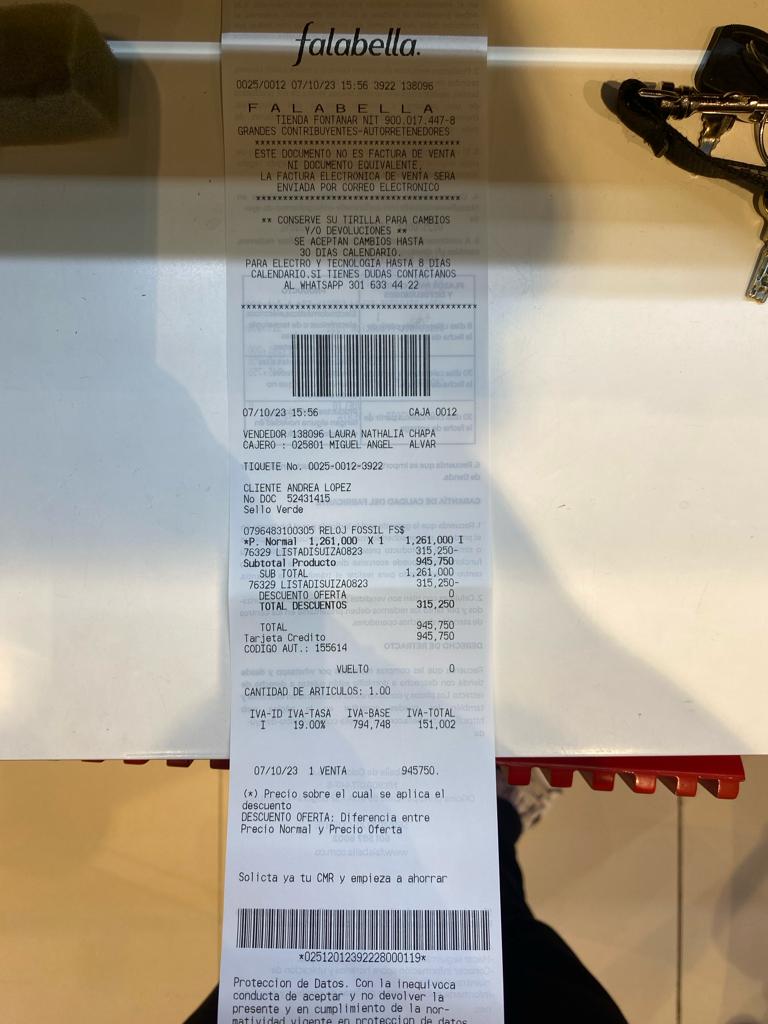 falabella.
0025/0012 07/10/23 15:56 3922 138096
FALABELLA
TIENDA FONTANAR NIT 900.017.447-8
GRANDES CONTRIBUYENTES-AUTORRETENEDORES
****************************************
ESTE DOCUMENTO NO ES FACTURA DE VENTA
NI DOCUMENTO EQUIVALENTE,
LA FACTURA ELECTRONICA DE VENTA SERA
ENVIADA POR CORREO ELECTRONICO
****************************************
** CONSERVE SU TIRILLA PARA CAMBIOS
Y/O DEVOLUCIONES **
SE ACEPTAN CAMBIOS HASTA
30 DIAS CALENDARIO.
PARA ELECTRO Y TECNOLOGIA HASTA 8 DIAS
CALENDARIO.SI TIENES DUDAS CONTACTANOS
AL WHATSAPP 301 633 44 22
****************************************
07/10/23 15:56 CAJA 0012
VENDEDOR 138096 LAURA NATHALIA CHAPA
CAJERO : 025801 MIGUEL ANGEL ALVAR
TIQUETE No. 0025-0012-3922
CLIENTE ANDREA LOPEZ
No DOC 52431415
Sello Verde
0796483100305 RELOJ FOSSIL FS$
*P. Normal 1,261,000 X 1 1,261,000 I
76329 LISTADISUIZA0823 315,250-
Subtotal Producto 945,750
SUB TOTAL 1,261,000
76329 LISTADISUIZA0823 315,250-
DESCUENTO OFERTA 0
TOTAL DESCUENTOS 315,250
TOTAL 945,750
Tarjeta Credito 945,750
CODIGO AUT.: 155614
VUELTO 0
CANTIDAD DE ARTICULOS: 1.00
IVA-ID IVA-TASA IVA-BASE IVA-TOTAL
I 19.00% 794,748 151,002
07/10/23 1 VENTA 945750.
(*) Precio sobre el cual se aplica el
descuento
DESCUENTO OFERTA: Diferencia entre
Precio Normal y Precio Oferta
Solicta ya tu CMR y empieza a ahorrar
*02512012392228000119*
Proteccion de Datos. Con la inequivoca
conducta de aceptar y no devolver la
presente y en cumplimiento de la nor-
matividad vigente en proteccion de datos